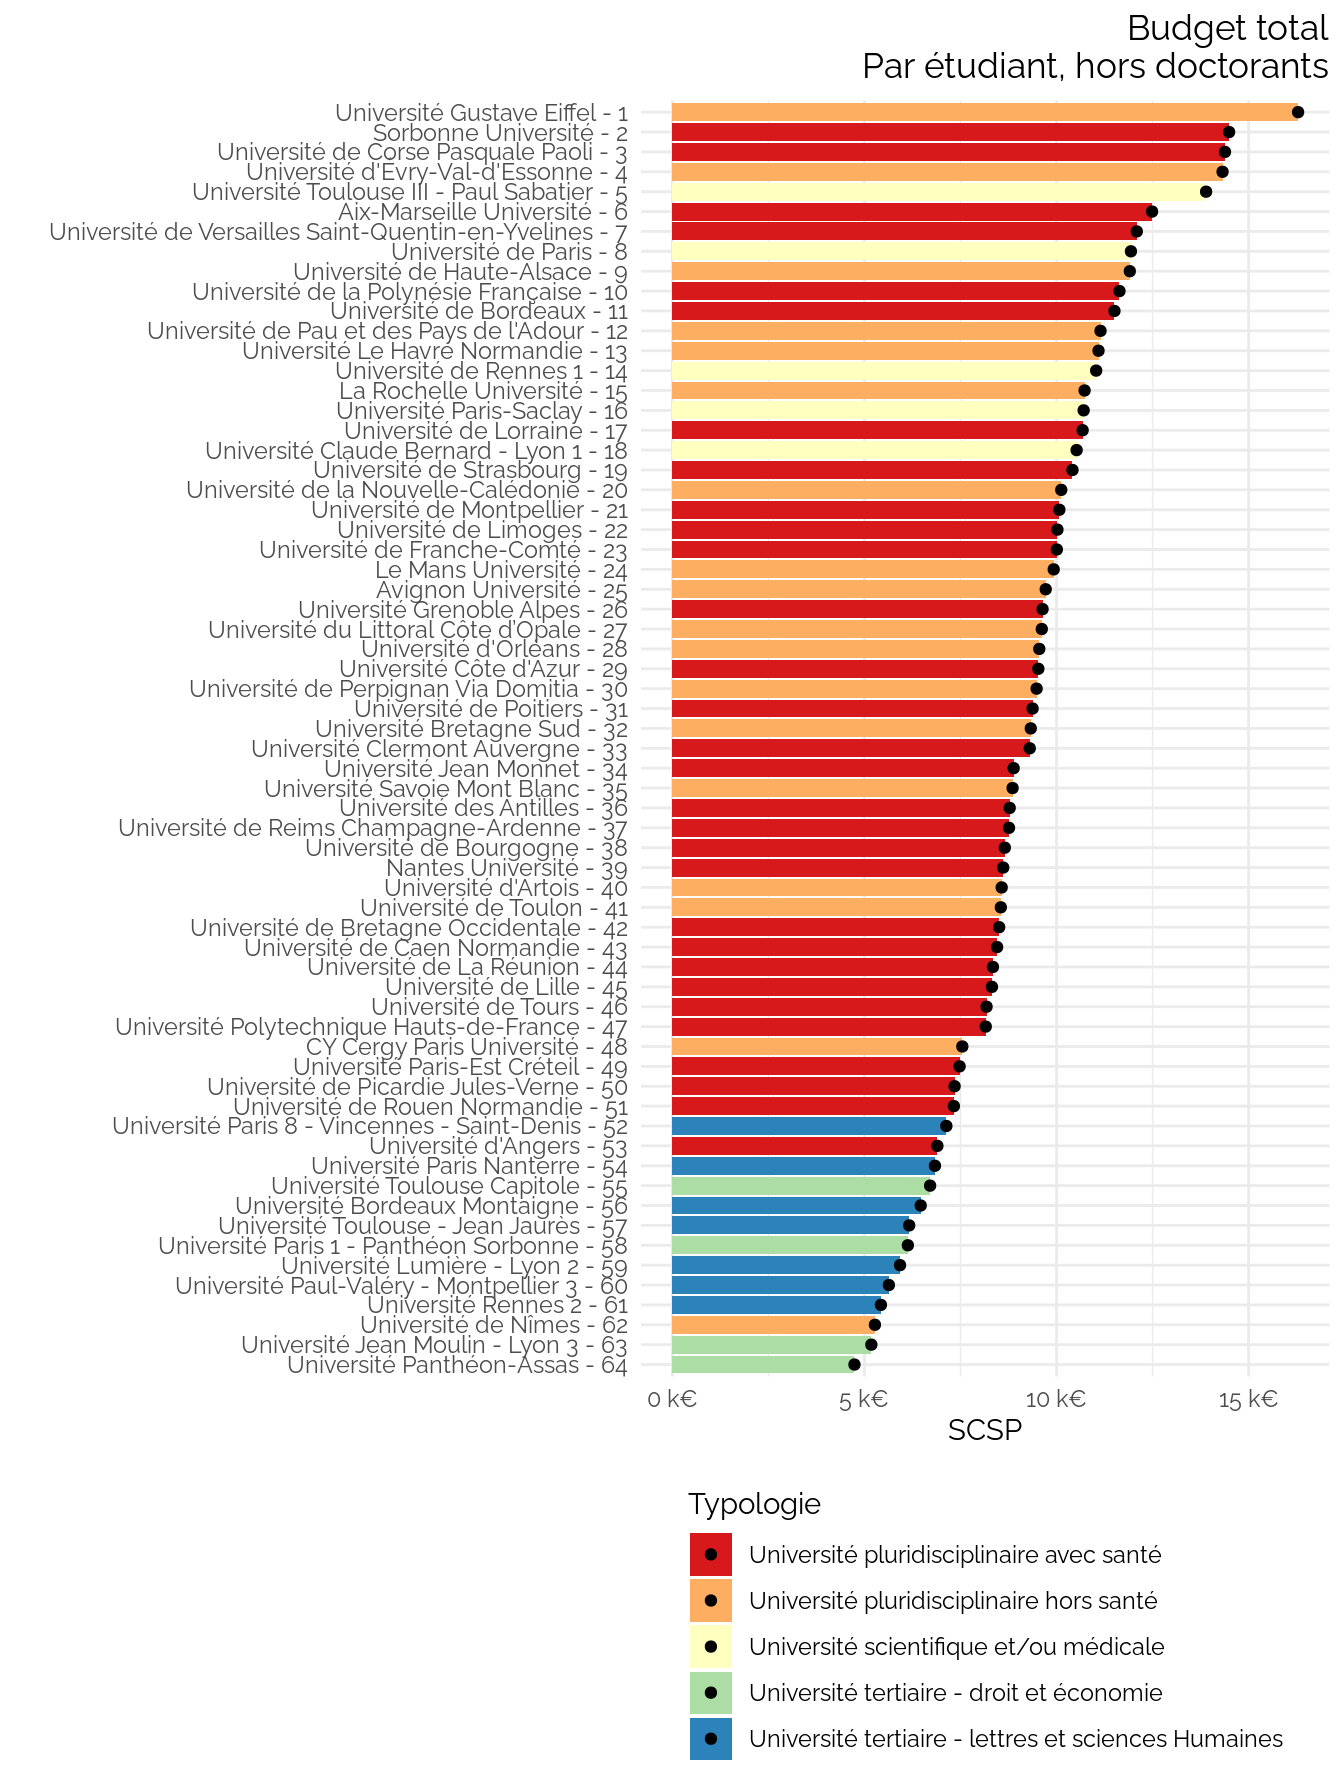 Budget total
Par étudiant, hors doctorants
Université Gustave Eiffel - 1
Sorbonne Université - 2
Université de Corse Pasquale Paoli - 3
Université d'Évry-Val-d'Essonne - 4
Université Toulouse III - Paul Sabatier - 5
Aix-Marseille Université - 6
Université de Versailles Saint-Quentin-en-Yvelines - 7
Université de Paris - 8
Université de Haute-Alsace - 9
Université de la Polynésie Française - 10
Université de Bordeaux - 11
Université de Pau et des Pays de l'Adour - 12
Université Le Havre Normandie - 13
Université de Rennes 1 - 14
La Rochelle Université - 15
Université Paris-Saclay - 16
Université de Lorraine - 17
Université Claude Bernard - Lyon 1 - 18
Université de Strasbourg - 19
Université de la Nouvelle-Calédonie - 20
Université de Montpellier - 21
Université de Limoges - 22
Université de Franche-Comté - 23
Le Mans Université - 24
Avignon Université - 25
Université Grenoble Alpes - 26
Université du Littoral Côte d'Opale - 27
Université d'Orléans - 28
Université Côte d'Azur - 29
Université de Perpignan Via Domitia - 30
Université de Poitiers - 31
Université Bretagne Sud - 32
Université Clermont Auvergne - 33
Université Jean Monnet - 34
Université Savoie Mont Blanc - 35
Université des Antilles - 36
Université de Reims Champagne-Ardenne - 37
Université de Bourgogne - 38
Nantes Université - 39
Université d'Artois - 40
Université de Toulon - 41
Université de Bretagne Occidentale - 42
Université de Caen Normandie - 43
Université de La Réunion - 44
Université de Lille - 45
Université de Tours - 46
Université Polytechnique Hauts-de-France - 47
CY Cergy Paris Université - 48
Université Paris-Est Créteil - 49
Université de Picardie Jules-Verne - 50
Université de Rouen Normandie - 51
Université Paris 8 - Vincennes - Saint-Denis - 52
Université d'Angers - 53
Université Paris Nanterre - 54
Université Toulouse Capitole - 55
Université Bordeaux Montaigne - 56
Université Toulouse - Jean Jaurès - 57
Université Paris 1 - Panthéon Sorbonne - 58
Université Lumière - Lyon 2 - 59
Université Paul-Valéry - Montpellier 3 - 60
Université Rennes 2 - 61
Université de Nîmes - 62
Université Jean Moulin - Lyon 3 - 63
Université Panthéon-Assas - 64
0 k€ 5 k€ 10 k€ 15 k€
SCSP
Typologie
Université pluridisciplinaire avec santé
Université pluridisciplinaire hors santé
Université scientifique et/ou médicale
Université tertiaire - droit et économie
Université tertiaire - lettres et sciences Humaines